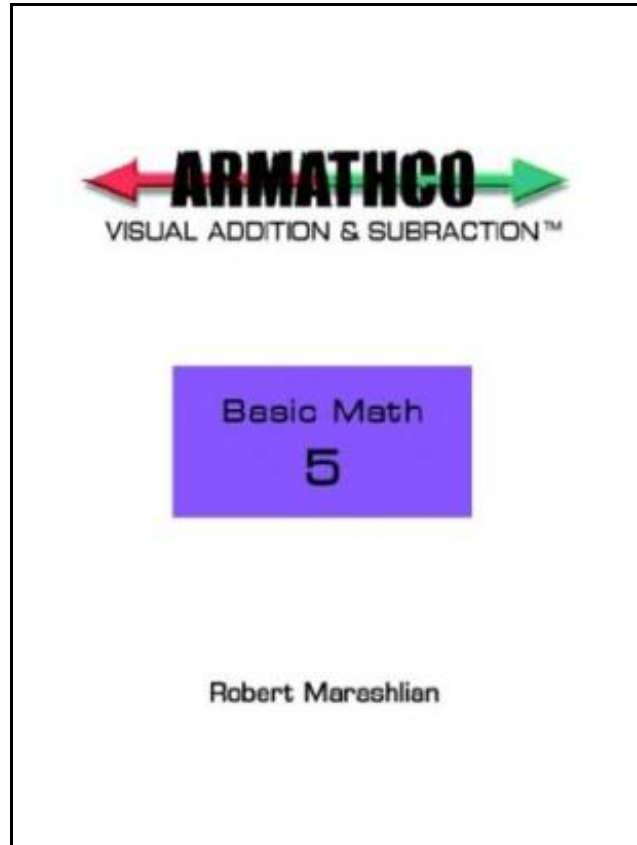 ARMATHCO
VISUAL ADDITION & SUBRACTION™
Basic Math
5
Robert Marashlian